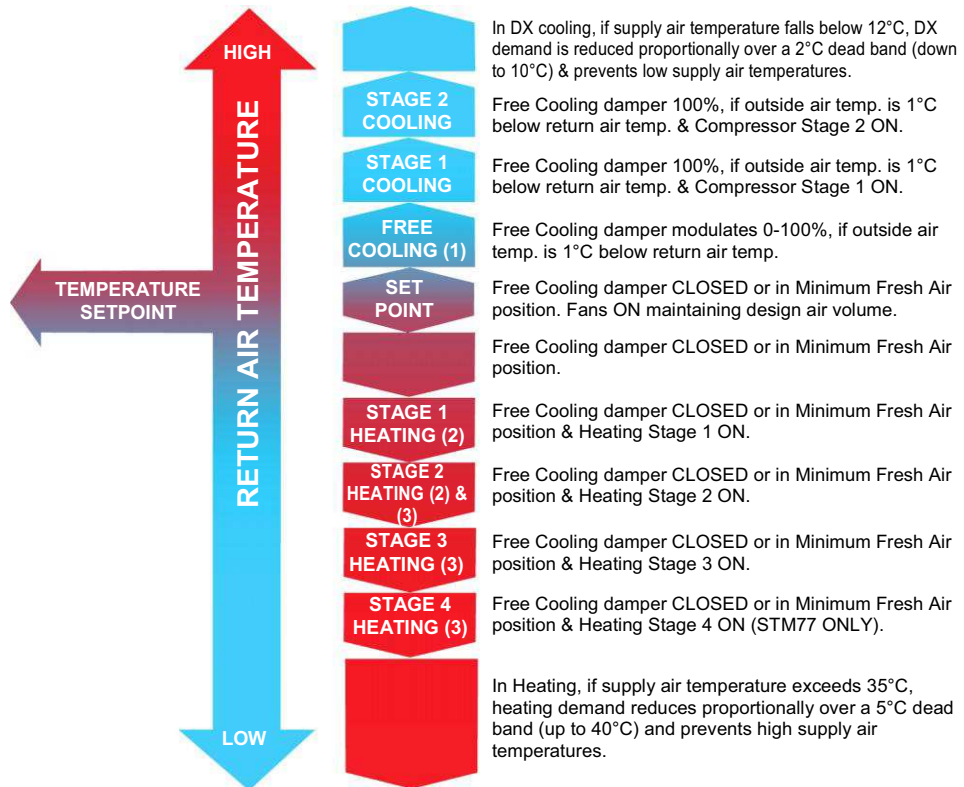 HIGH
RETURN AIR TEMPERATURE
LOW
TEMPERATURE
SETPOINT
In DX cooling, if supply air temperature falls below 12°C, DX
demand is reduced proportionally over a 2°C dead band (down
to 10°C) & prevents low supply air temperatures.
STAGE 2
COOLING
Free Cooling damper 100%, if outside air temp. is 1°C
below return air temp. & Compressor Stage 2 ON.
STAGE 1
COOLING
Free Cooling damper 100%, if outside air temp. is 1°C
below return air temp. & Compressor Stage 1 ON.
FREE
COOLING (1)
Free Cooling damper modulates 0-100%, if outside air
temp. is 1°C below return air temp.
SET
POINT
Free Cooling damper CLOSED or in Minimum Fresh Air
position. Fans ON maintaining design air volume.
Free Cooling damper CLOSED or in Minimum Fresh Air
position.
STAGE 1
HEATING (2)
Free Cooling damper CLOSED or in Minimum Fresh Air
position & Heating Stage 1 ON.
STAGE 2
HEATING (2) &
(3)
Free Cooling damper CLOSED or in Minimum Fresh Air
position & Heating Stage 2 ON.
STAGE 3
HEATING (3)
Free Cooling damper CLOSED or in Minimum Fresh Air
position & Heating Stage 3 ON.
STAGE 4
HEATING (3)
Free Cooling damper CLOSED or in Minimum Fresh Air
position & Heating Stage 4 ON (STM77 ONLY).
In Heating, if supply air temperature exceeds 35°C,
heating demand reduces proportionally over a 5°C dead
band (up to 40°C) and prevents high supply air
temperatures.